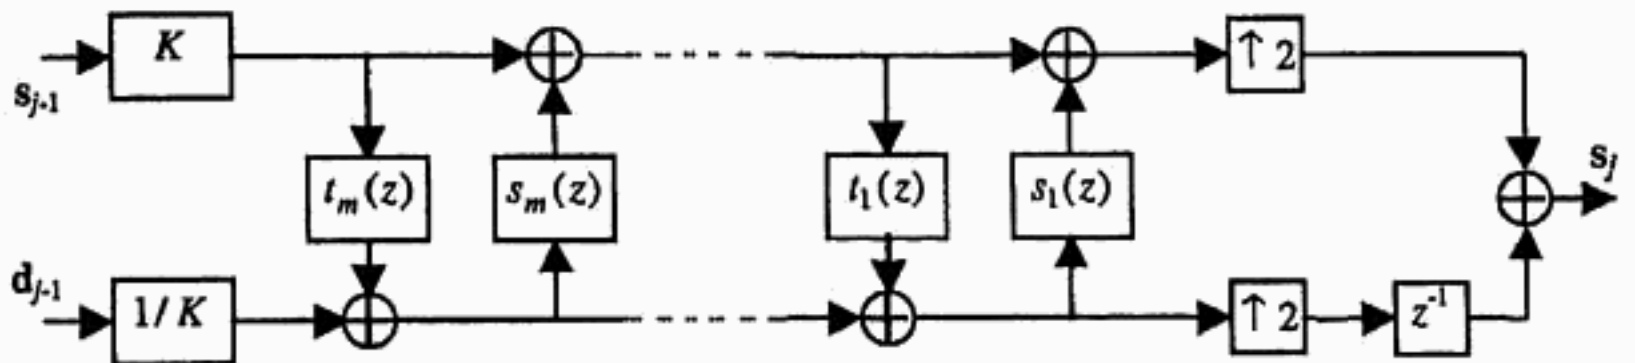 K
↑ 2
s_{j-1}
t_m(z)
s_m(z)
t_1(z)
s_1(z)
s_j
d_{j-1}
1/K
↑ 2
z^{-1}